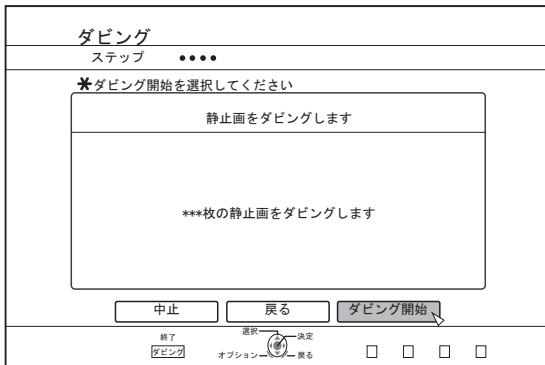 ダビング
ステップ ••••
✱ダビング開始を選択してください
静止画をダビングします
***枚の静止画をダビングします
中止 戻る ダビング開始
終了
ダビング
選択 決定
オプション 戻る